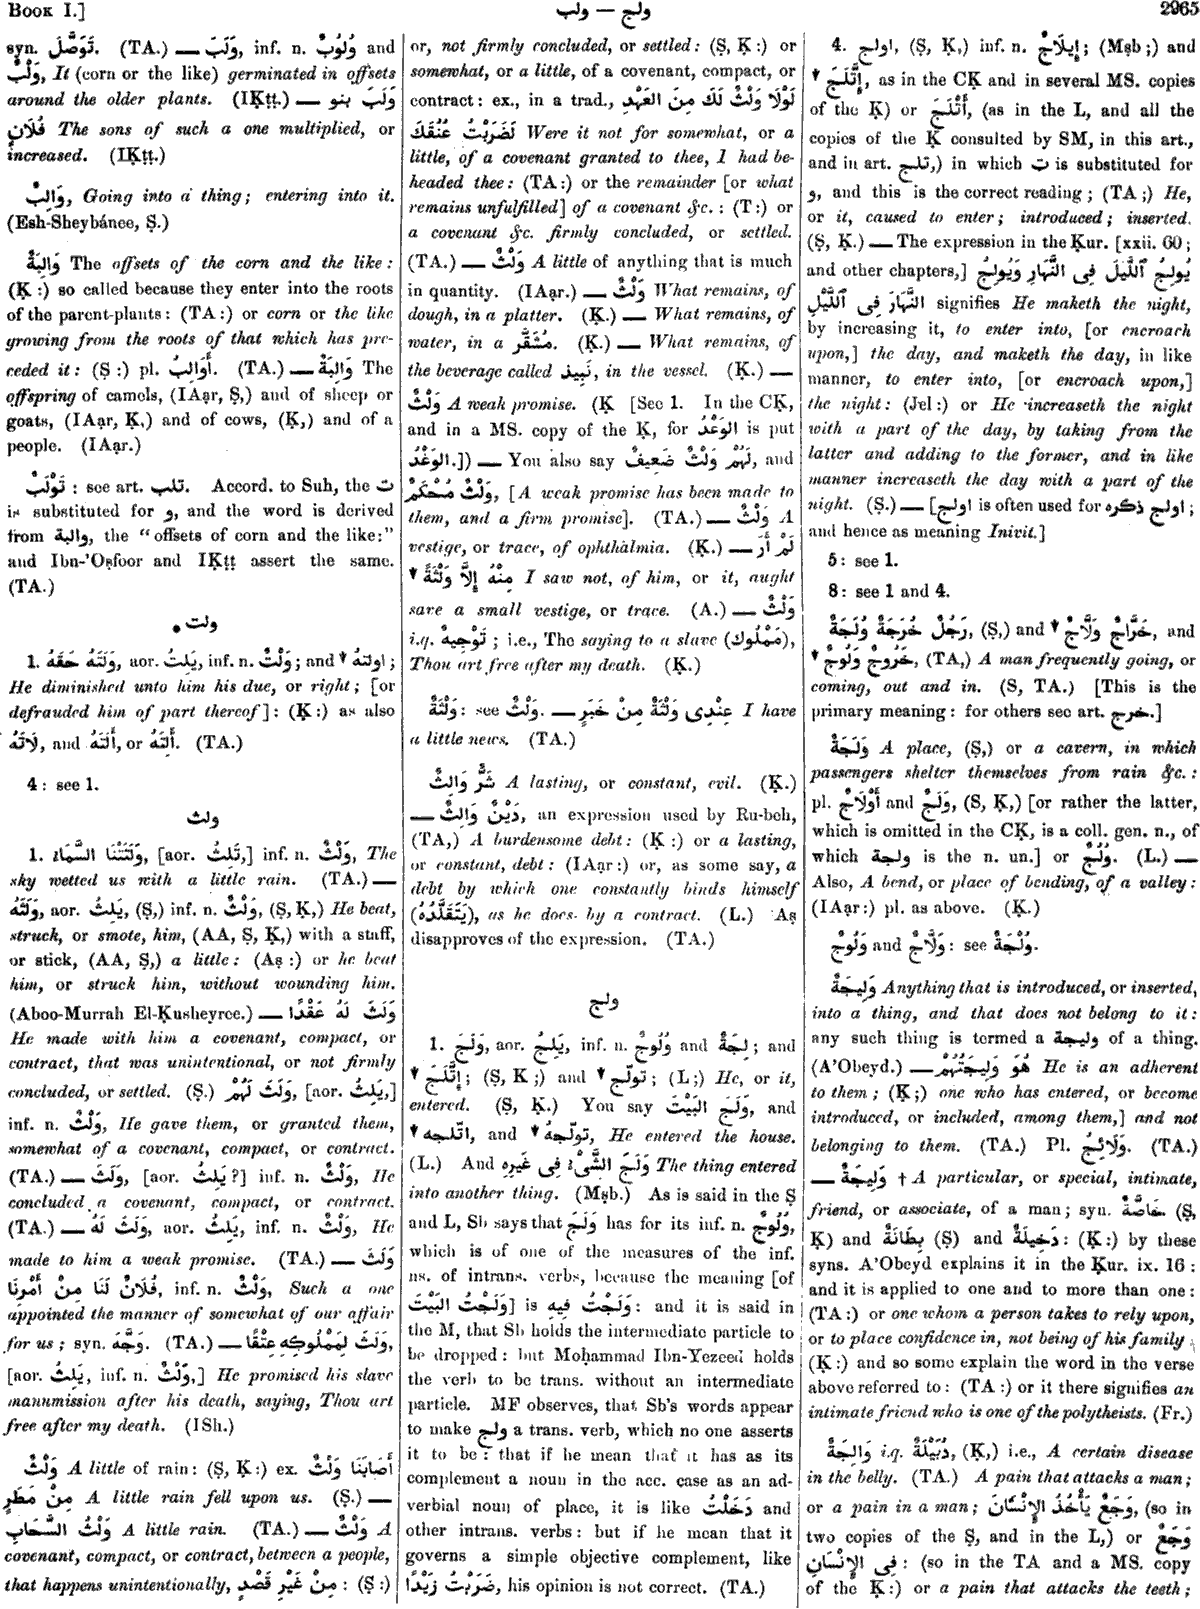 Book I.]
ولب — ولج
2965
syn. تَوَصَّلَ. (TA.) — وَلَبَ, inf. n. وُلُوبٌ and
وَلْبٌ, It (corn or the like) germinated in offsets
around the older plants. (IḲṭṭ.) — وَلَبَ بنو
فُلَانٍ The sons of such a one multiplied, or
increased. (IḲṭṭ.)
وَالِبٌ, Going into a thing; entering into it.
(Esh-Sheybánee, Ṣ.)
وَالِبَةٌ The offsets of the corn and the like:
(Ḳ:) so called because they enter into the roots
of the parent-plants: (TA:) or corn or the like
growing from the roots of that which has pre-
ceded it: (Ṣ:) pl. أَوَالِبُ. (TA.) — وَالِبَةٌ The
offspring of camels, (IAạr, Ṣ,) and of sheep or
goats, (IAạr, Ḳ,) and of cows, (Ḳ,) and of a
people. (IAạr.)
تَوْلَبٌ: see art. تلب. Accord. to Suh, the ت
is substituted for و, and the word is derived
from والبة, the "offsets of corn and the like:"
and Ibn-'Oṣfoor and IḲṭṭ assert the same.
(TA.)
ولت
1. وَلَتَهُ حَقَّهُ, aor. يَلِتُ, inf. n. وَلْتٌ; and اولتهُ;
He diminished unto him his due, or right; [or
defrauded him of part thereof]: (Ḳ:) as also
لَاتَهُ, and أَلَتَهُ, or أَلتَهُ. (TA.)
4: see 1.
ولث
1. وَلَثَتْنَا السَّمَاءُ, [aor. تَلِثُ,] inf. n. وَلْثٌ, The
sky wetted us with a little rain. (TA.) —
وَلَثَهُ, aor. يَلِثُ, (Ṣ,) inf. n. وَلْثٌ, (Ṣ, Ḳ,) He beat,
struck, or smote, him, (AA, Ṣ, Ḳ,) with a staff,
or stick, (AA, Ṣ,) a little: (Aṣ:) or he beat
him, or struck him, without wounding him.
(Aboo-Murrah El-Ḳusheyree.) — وَلَثَ لَهُ عَقْدًا
He made with him a covenant, compact, or
contract, that was unintentional, or not firmly
concluded, or settled. (Ṣ.) وَلَثَ لَهُمْ, [aor. يَلِثُ,]
inf. n. وَلْثٌ, He gave them, or granted them,
somewhat of a covenant, compact, or contract.
(TA.) — وَلَثَ, [aor. يَلِثُ?] inf. n. وَلْثٌ, He
concluded a covenant, compact, or contract.
(TA.) — وَلَثَ لَهُ, aor. يَلِثُ, inf. n. وَلْثٌ, He
made to him a weak promise. (TA.) — وَلَثَ
فُلَانٌ لَنَا مِنْ أَمْرِنَا, inf. n. وَلْثٌ, Such a one
appointed the manner of somewhat of our affair
for us; syn. وَجَّهَ. (TA.) — وَلَثَ لِمَمْلُوكِهِ عِتْقًا,
[aor. يَلِثُ, inf. n. وَلْثٌ,] He promised his slave
manumission after his death, saying, Thou art
free after my death. (ISh.)
وَلْثٌ A little of rain: (Ṣ, Ḳ:) ex. أَصَابَنَا وَلْثٌ
مِنْ مَطَرٍ A little rain fell upon us. (Ṣ.) —
وَلْثُ السَّحَابِ A little rain. (TA.) — وَلْثٌ A
covenant, compact, or contract, between a people,
that happens unintentionally, مِنْ غَيْرِ قَصْدٍ: (Ṣ:)
or, not firmly concluded, or settled: (Ṣ, Ḳ:) or
somewhat, or a little, of a covenant, compact, or
contract: ex., in a trad., لَوْلَا وَلْثٌ لَكَ مِنَ العَهْدِ
لَضَرَبْتُ عُنُقَكَ Were it not for somewhat, or a
little, of a covenant granted to thee, I had be-
headed thee: (TA:) or the remainder [or what
remains unfulfilled] of a covenant &c.: (T:) or
a covenant &c. firmly concluded, or settled.
(TA.) — وَلْثٌ A little of anything that is much
in quantity. (IAạr.) — وَلْثٌ What remains, of
dough, in a platter. (Ḳ.) — What remains, of
water, in a مُشَقَّر. (Ḳ.) — What remains, of
the beverage called نَبِيذ, in the vessel. (Ḳ.) —
وَلْثٌ A weak promise. (Ḳ [See 1. In the CḲ,
and in a MS. copy of the Ḳ, for الوَعْدُ is put
الوَغْدُ.]) — You also say لَهُمْ وَلْثٌ ضَعِيفٌ, and
وَلْثٌ مُحْكَمٌ, [A weak promise has been made to
them, and a firm promise]. (TA.) — وَلْثٌ A
vestige, or trace, of ophthalmia. (Ḳ.) — لَمْ أَرَ
مِنْهُ إِلَّا وَلْثَةً I saw not, of him, or it, aught
save a small vestige, or trace. (A.) — وَلْثٌ
i.q. تَوْجِيهٌ; i.e., The saying to a slave (مَمْلُوك),
Thou art free after my death. (Ḳ.)
وَلْثَةٌ: see وَلْثٌ. — عِنْدِى وَلْثَةٌ مِنْ خَبَرٍ I have
a little news. (TA.)
شَرٌّ وَالِثٌ A lasting, or constant, evil. (Ḳ.)
— دَيْنٌ وَالِثٌ, an expression used by Ru-beh,
(TA,) A burdensome debt: (Ḳ:) or a lasting,
or constant, debt: (IAạr:) or, as some say, a
debt by which one constantly binds himself
(يَتَقَلَّدُهُ), as he does by a contract. (L.) Aṣ
disapproves of the expression. (TA.)
ولج
1. وَلَجَ, aor. يَلِجُ, inf. n. وُلُوجٌ and لِجَةٌ; and
إِتَّلَجَ; (Ṣ, Ḳ;) and تولّج; (L;) He, or it,
entered. (Ṣ, Ḳ.) You say وَلَجَ البَيْتَ, and
اتّلجه, and تولّجهُ, He entered the house.
(L.) And وَلَجَ الشَّىْءُ فِى غَيْرِهِ The thing entered
into another thing. (Mṣb.) As is said in the Ṣ
and L, Sb says that وَلَجَ has for its inf. n. وُلُوجٌ,
which is of one of the measures of the inf.
ns. of intrans. verbs, because the meaning [of
وَلَجْتُ البَيْتَ] is وَلَجْتُ فِيهِ: and it is said in
the M, that Sb holds the intermediate particle to
be dropped: but Moḥammad Ibn-Yezeed holds
the verb to be trans. without an intermediate
particle. MF observes, that Sb's words appear
to make ولج a trans. verb, which no one asserts
it to be: that if he mean that it has as its
complement a noun in the acc. case as an ad-
verbial noun of place, it is like دَخَلْتُ and
other intrans. verbs: but if he mean that it
governs a simple objective complement, like
ضَرَبْتُ زَيْدًا, his opinion is not correct. (TA.)
4. اولج, (Ṣ, Ḳ,) inf. n. إِيلَاجٌ; (Mṣb;) and
إِتَّلَجَ, as in the CḲ and in several MS. copies
of the Ḳ) or أَتْلَجَ, (as in the L, and all the
copies of the Ḳ consulted by SM, in this art.,
and in art. تلج,) in which ت is substituted for
و, and this is the correct reading; (TA;) He,
or it, caused to enter; introduced; inserted.
(Ṣ, Ḳ.) — The expression in the Ḳur. [xxii. 60;
and other chapters,] يُولِجُ ٱللَّيْلَ فِى النَّهَارِ وَيُولِجُ
النَّهَارَ فِى ٱللَّيْلِ signifies He maketh the night,
by increasing it, to enter into, [or encroach
upon,] the day, and maketh the day, in like
manner, to enter into, [or encroach upon,]
the night: (Jel:) or He increaseth the night
with a part of the day, by taking from the
latter and adding to the former, and in like
manner increaseth the day with a part of the
night. (Ṣ.) — [اولج is often used for اولج ذكره;
and hence as meaning Inivit.]
5: see 1.
8: see 1 and 4.
رَجُلٌ خُرَجَةٌ وُلَجَةٌ, (Ṣ,) and خَرَّاجٌ وَلَّاجٌ, and
خَرُوجٌ وَلُوجٌ, (TA,) A man frequently going, or
coming, out and in. (S, TA.) [This is the
primary meaning: for others see art. خرج.]
وَلَجَةٌ A place, (Ṣ,) or a cavern, in which
passengers shelter themselves from rain &c.:
pl. أَوْلَاجٌ and وَلَجٌ, (S, Ḳ,) [or rather the latter,
which is omitted in the CḲ, is a coll. gen. n., of
which ولجة is the n. un.] or وُلُجٌ. (L.) —
Also, A bend, or place of bending, of a valley:
(IAạr:) pl. as above. (Ḳ.)
وَلُوجٌ and وَلَّاجٌ: see وُلَجَةٌ.
وَلِيجَةٌ Anything that is introduced, or inserted,
into a thing, and that does not belong to it:
any such thing is termed a وليجة of a thing.
(A'Obeyd.) — هُوَ وَلِيجَتُهُمْ He is an adherent
to them; (Ḳ;) one who has entered, or become
introduced, or included, among them,] and not
belonging to them. (TA.) Pl. وَلَائِجُ. (TA.)
— وَلِيجَةٌ † A particular, or special, intimate,
friend, or associate, of a man; syn. خَاصَّةٌ (Ṣ,
Ḳ) and بِطَانَةٌ (Ṣ) and دَخِيلَةٌ: (Ḳ:) by these
syns. A'Obeyd explains it in the Ḳur. ix. 16:
and it is applied to one and to more than one:
(TA:) or one whom a person takes to rely upon,
or to place confidence in, not being of his family;
(Ḳ:) and so some explain the word in the verse
above referred to: (TA:) or it there signifies an
intimate friend who is one of the polytheists. (Fr.)
وَالِجَةٌ i.q. دُبَيْلَةٌ, (Ḳ,) i.e., A certain disease
in the belly. (TA.) A pain that attacks a man;
or a pain in a man; وَجَعٌ يَأْخُذُ الإِنْسَانَ, (so in
two copies of the Ṣ, and in the L,) or وَجَعٌ
فِى الإِنْسَانِ: (so in the TA and a MS. copy
of the Ḳ:) or a pain that attacks the teeth;